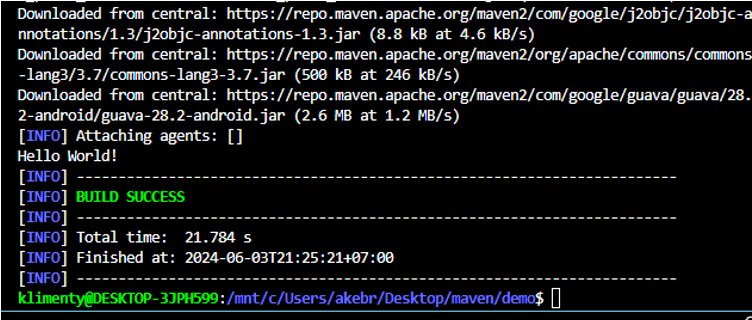 Downloaded from central: https://repo.maven.apache.org/maven2/com/google/j2objc/j2objc-a
nnotations/1.3/j2objc-annotations-1.3.jar (8.8 kB at 4.6 kB/s)
Downloaded from central: https://repo.maven.apache.org/maven2/org/apache/commons/commons
-lang3/3.7/commons-lang3-3.7.jar (500 kB at 246 kB/s)
Downloaded from central: https://repo.maven.apache.org/maven2/com/google/guava/guava/28.
2-android/guava-28.2-android.jar (2.6 MB at 1.2 MB/s)
[INFO] Attaching agents: []
Hello World!
[INFO] ------------------------------------------------------------------------
[INFO] BUILD SUCCESS
[INFO] ------------------------------------------------------------------------
[INFO] Total time:  21.784 s
[INFO] Finished at: 2024-06-03T21:25:21+07:00
[INFO] ------------------------------------------------------------------------
klimenty@DESKTOP-3JPH599:/mnt/c/Users/akebr/Desktop/maven/demo$